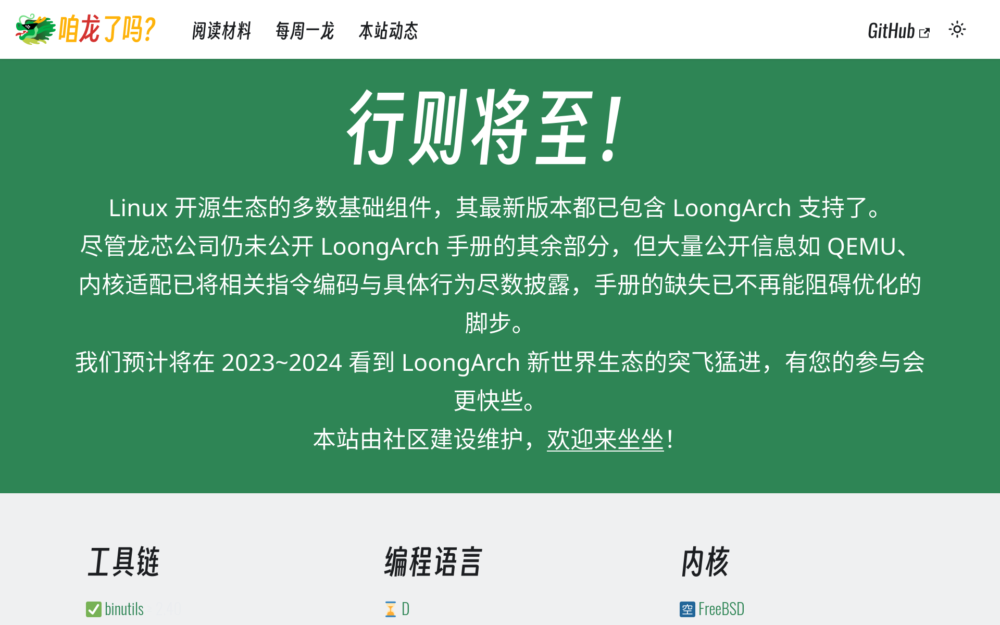 咱龙了吗？
阅读材料 每周一龙 本站动态
GitHub
行则将至！
Linux 开源生态的多数基础组件，其最新版本都已包含 LoongArch 支持了。
尽管龙芯公司仍未公开 LoongArch 手册的其余部分，但大量公开信息如 QEMU、
内核适配已将相关指令编码与具体行为尽数披露，手册的缺失已不再能阻碍优化的
脚步。
我们预计将在 2023~2024 看到 LoongArch 新世界生态的突飞猛进，有您的参与会
更快些。
本站由社区建设维护，欢迎来坐坐！
工具链 编程语言 内核
binutils 2.40 D 空 FreeBSD